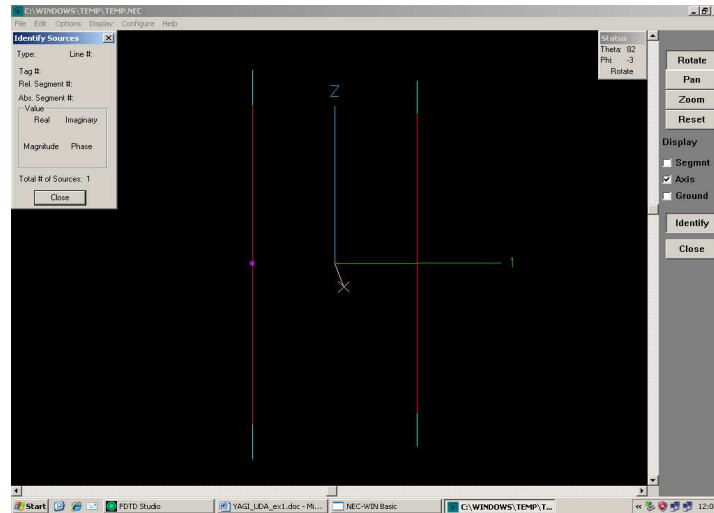 C:\WINDOWS\TEMP\TEMP.NEC
File Edit Options Display Configure Help
Identify Sources
Type: Line #:
Tag #:
Rel. Segment #:
Abs. Segment #:
Value
Real Imaginary
Magnitude Phase
Total # of Sources: 1
Close
Z
1
X
Status
Theta: 82
Phi: -3
Rotate
Rotate
Pan
Zoom
Reset
Display
Segmnt
Axis
Ground
Identify
Close
Start FDTD Studio YAGI_UDA_ex1.doc - Mi... NEC-WIN Basic C:\WINDOWS\TEMP\T... 12:0